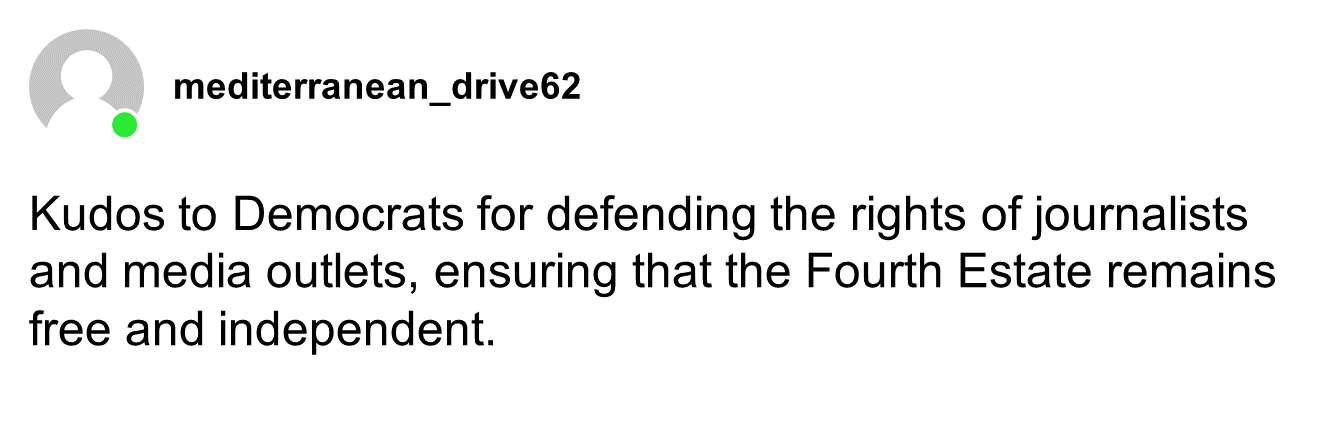 mediterranean_drive62
Kudos to Democrats for defending the rights of journalists
and media outlets, ensuring that the Fourth Estate remains
free and independent.